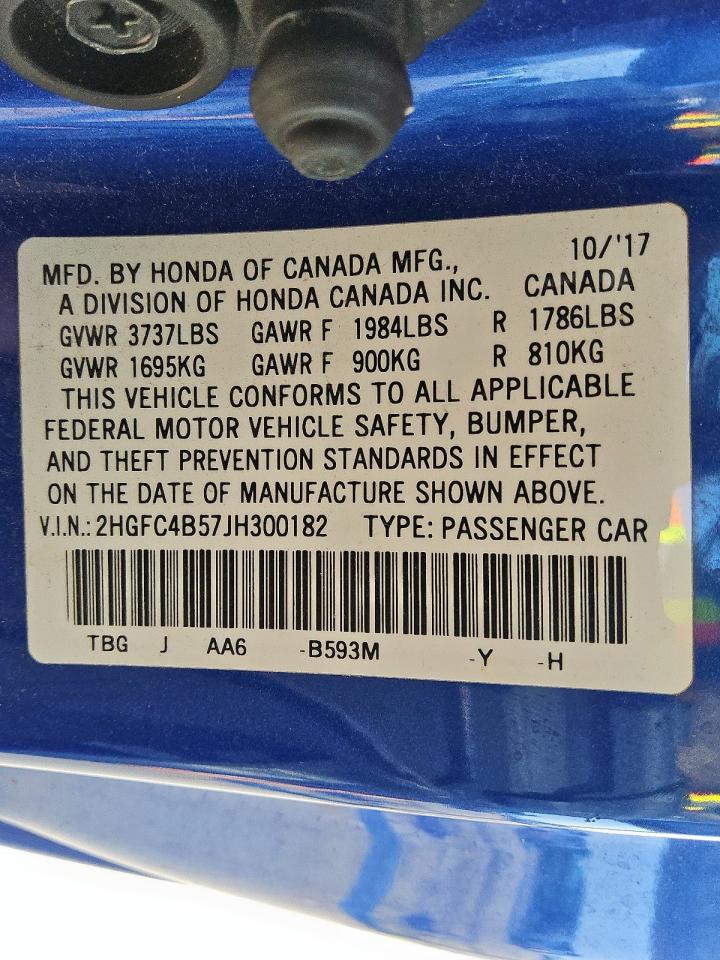 10/'17
MFD. BY HONDA OF CANADA MFG.,
A DIVISION OF HONDA CANADA INC. CANADA
GVWR 3737LBS GAWR F 1984LBS R 1786LBS
GVWR 1695KG GAWR F 900KG R 810KG
THIS VEHICLE CONFORMS TO ALL APPLICABLE
FEDERAL MOTOR VEHICLE SAFETY, BUMPER,
AND THEFT PREVENTION STANDARDS IN EFFECT
ON THE DATE OF MANUFACTURE SHOWN ABOVE.
V.I.N.: 2HGFC4B57JH300182 TYPE: PASSENGER CAR
TBG J AA6 -B593M -Y -H